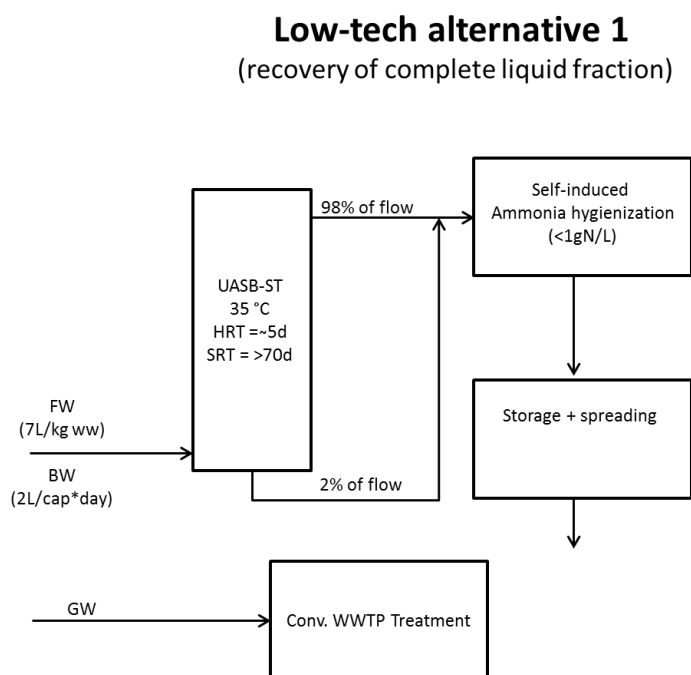 Low-tech alternative 1
(recovery of complete liquid fraction)
98% of flow
Self-induced
Ammonia hygienization
(<1gN/L)
UASB-ST
35 °C
HRT =~5d
SRT = >70d
FW
(7L/kg ww)
BW
(2L/cap*day)
2% of flow
Storage + spreading
GW
Conv. WWTP Treatment